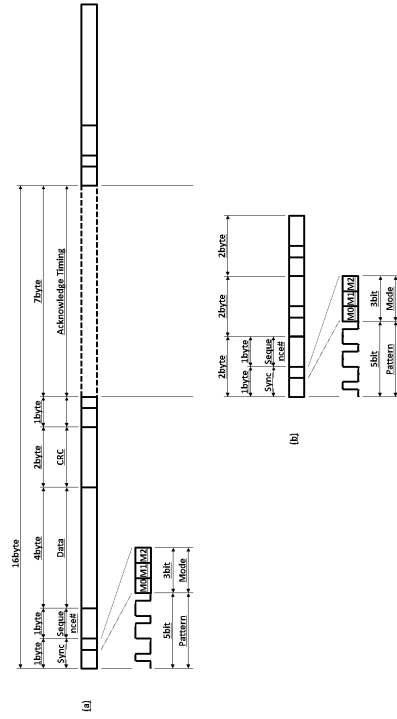 16byte
1byte 1byte 4byte 2byte 1byte 7byte
Sync Seque nce# Data CRC Acknowledge Timing
M0 M1 M2
5bit 3bit
Pattern Mode
(a)
2byte 2byte 2byte
1byte 1byte
Sync Seque nce#
M0 M1 M2
5bit 3bit
Pattern Mode
(b)